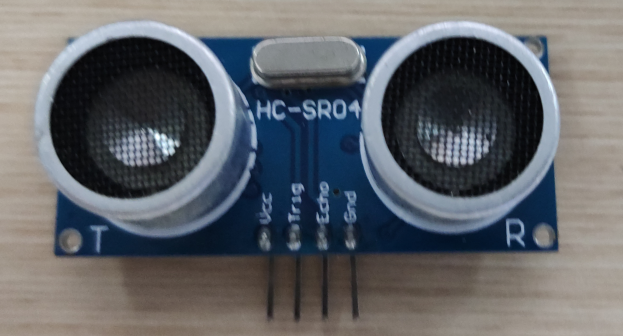 HC-SR04
Vcc
Trig
Echo
Gnd
T
R